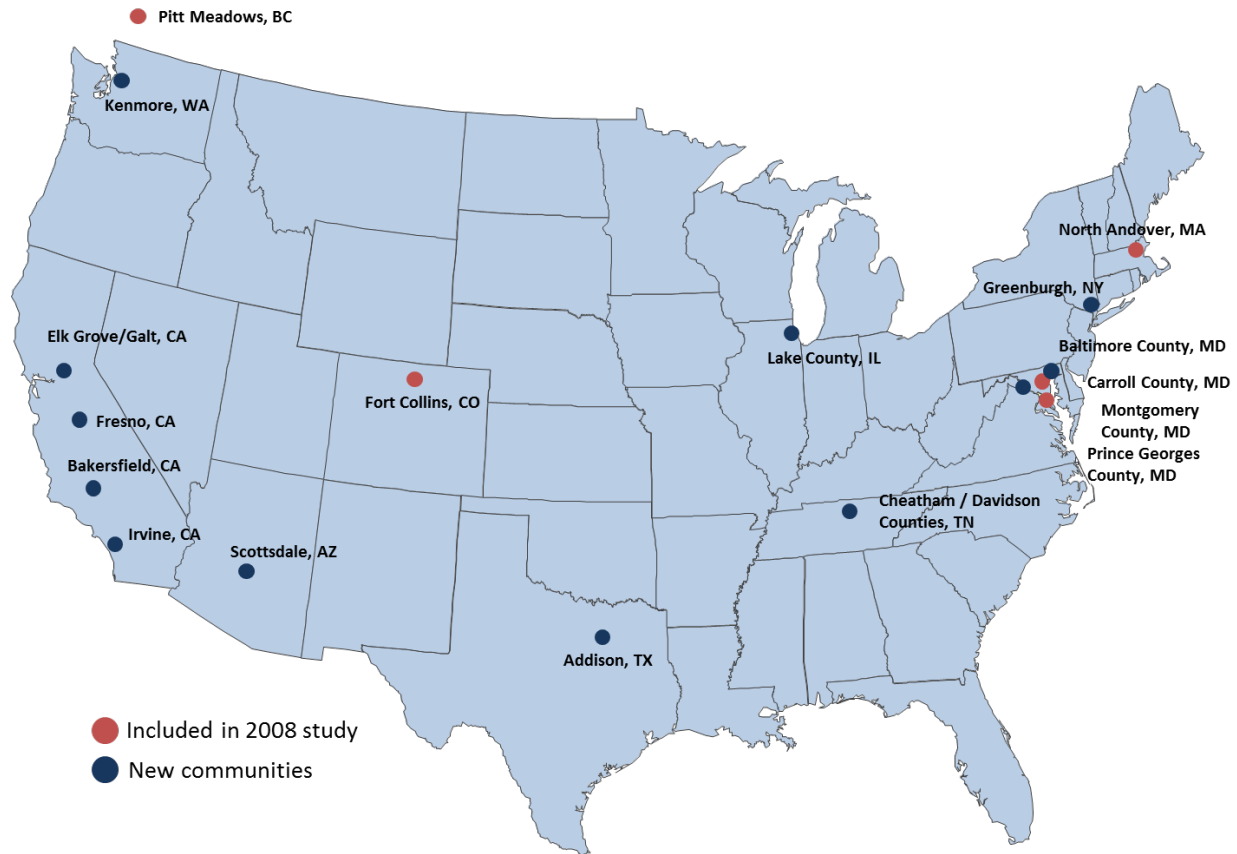 Pitt Meadows, BC
Kenmore, WA
North Andover, MA
Greenburgh, NY
Elk Grove/Galt, CA
Baltimore County, MD
Lake County, IL
Carroll County, MD
Fort Collins, CO
Montgomery
County, MD
Fresno, CA
Prince Georges
County, MD
Bakersfield, CA
Cheatham / Davidson
Counties, TN
Irvine, CA
Scottsdale, AZ
Addison, TX
Included in 2008 study
New communities